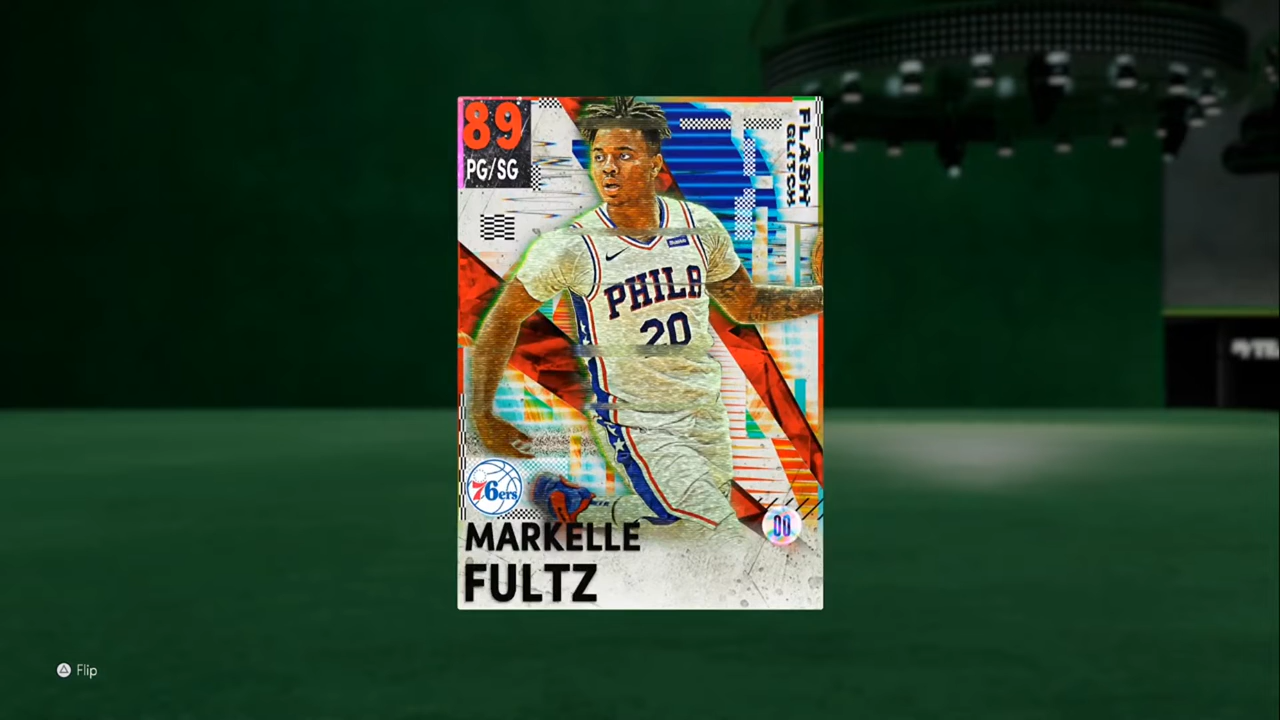 89
PG/SG
FLASH
GLITCH
PHILA
20
76ers
MARKELLE
FULTZ
00
Flip